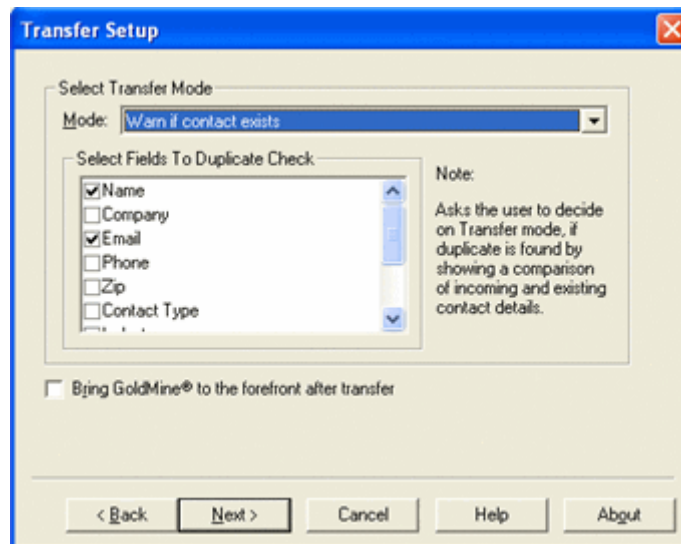 Transfer Setup
Select Transfer Mode
Mode: Warn if contact exists
Select Fields To Duplicate Check
Name
Company
Email
Phone
Zip
Contact Type
Note:
Asks the user to decide
on Transfer mode, if
duplicate is found by
showing a comparison
of incoming and existing
contact details.
Bring GoldMine® to the forefront after transfer
< Back
Next >
Cancel
Help
About